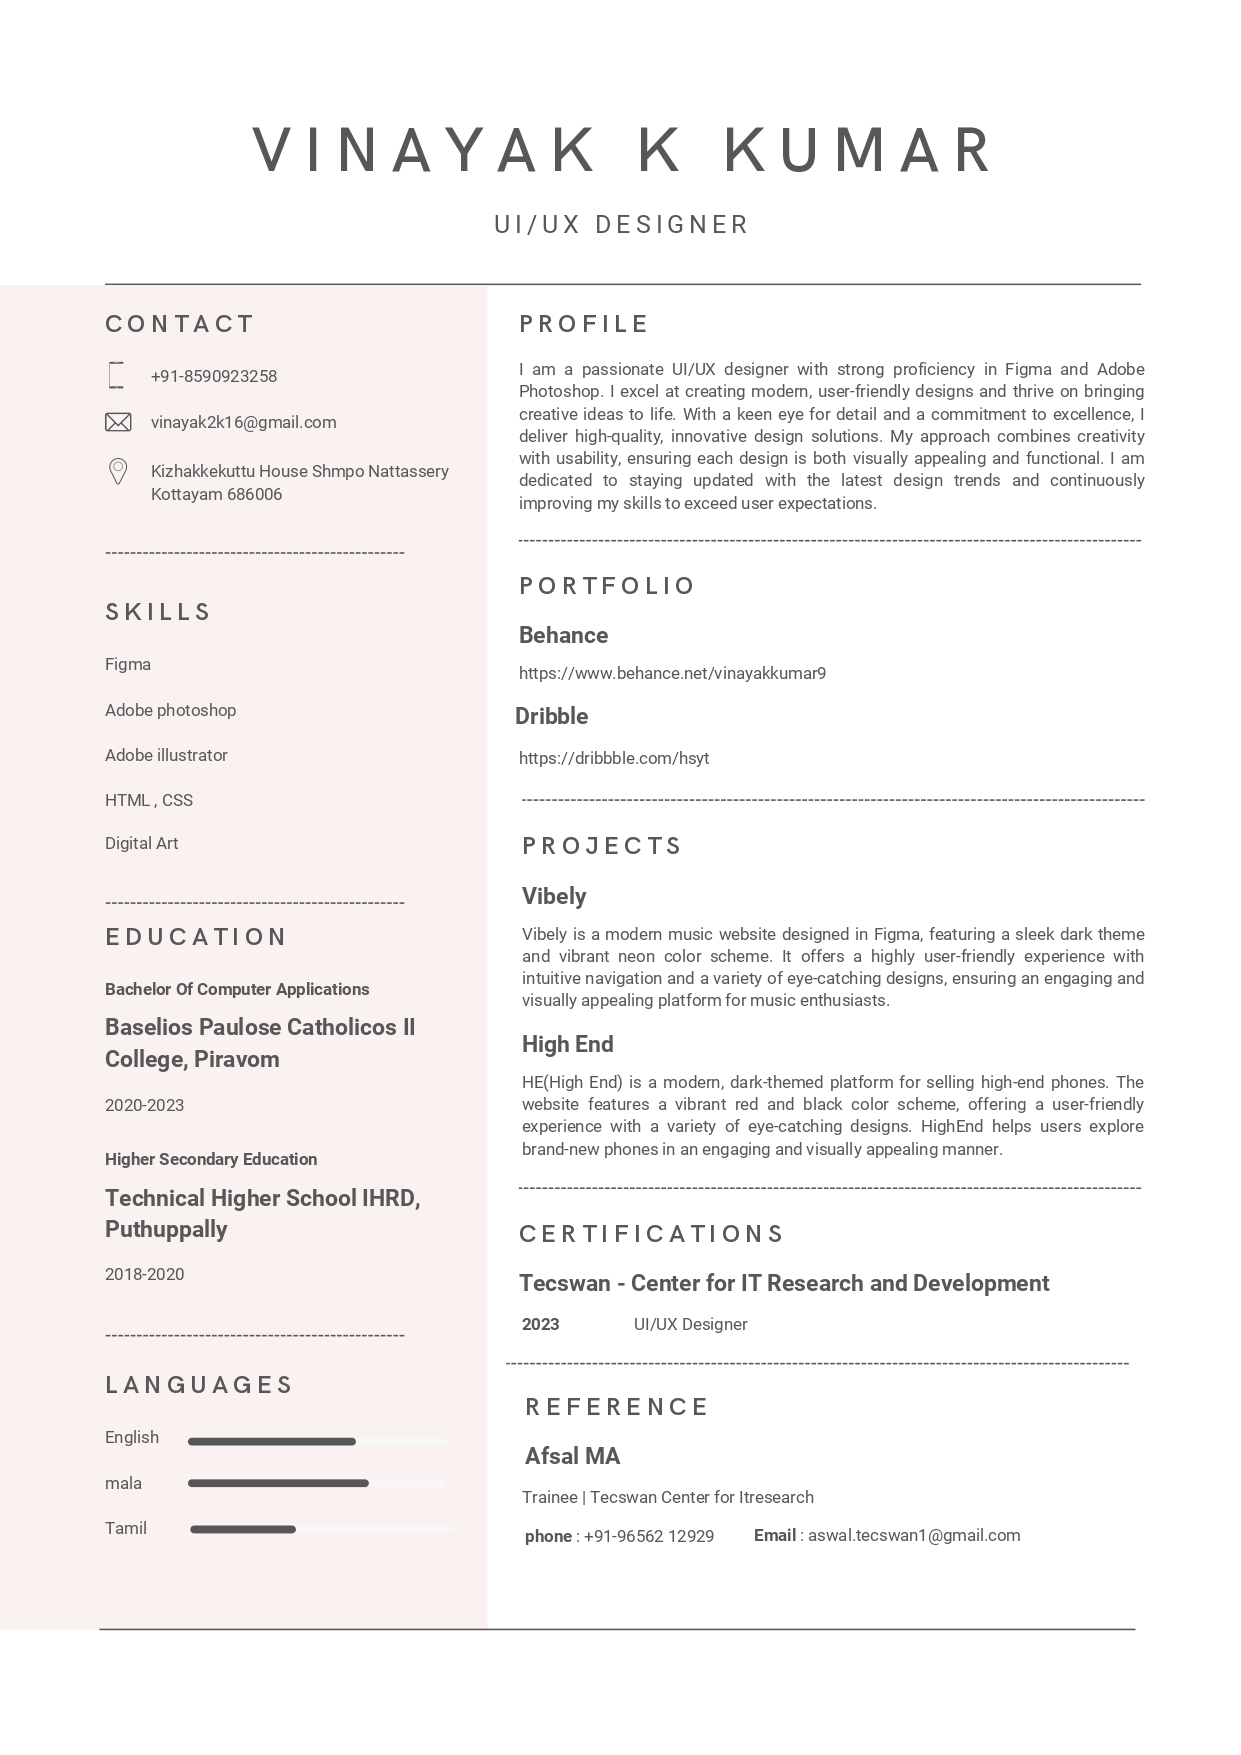 VINAYAK K KUMAR
UI/UX DESIGNER
CONTACT
+91-8590923258
vinayak2k16@gmail.com
Kizhakkekuttu House Shmpo Nattassery
Kottayam 686006
------------------------------------------------
SKILLS
Figma
Adobe photoshop
Adobe illustrator
HTML , CSS
Digital Art
------------------------------------------------
EDUCATION
Bachelor Of Computer Applications
Baselios Paulose Catholicos II
College, Piravom
2020-2023
Higher Secondary Education
Technical Higher School IHRD,
Puthuppally
2018-2020
------------------------------------------------
LANGUAGES
English
mala
Tamil
PROFILE
I am a passionate UI/UX designer with strong proficiency in Figma and Adobe
Photoshop. I excel at creating modern, user-friendly designs and thrive on bringing
creative ideas to life. With a keen eye for detail and a commitment to excellence, I
deliver high-quality, innovative design solutions. My approach combines creativity
with usability, ensuring each design is both visually appealing and functional. I am
dedicated to staying updated with the latest design trends and continuously
improving my skills to exceed user expectations.
----------------------------------------------------------------------------------------------------
PORTFOLIO
Behance
https://www.behance.net/vinayakkumar9
Dribble
https://dribbble.com/hsyt
----------------------------------------------------------------------------------------------------
PROJECTS
Vibely
Vibely is a modern music website designed in Figma, featuring a sleek dark theme
and vibrant neon color scheme. It offers a highly user-friendly experience with
intuitive navigation and a variety of eye-catching designs, ensuring an engaging and
visually appealing platform for music enthusiasts.
High End
HE(High End) is a modern, dark-themed platform for selling high-end phones. The
website features a vibrant red and black color scheme, offering a user-friendly
experience with a variety of eye-catching designs. HighEnd helps users explore
brand-new phones in an engaging and visually appealing manner.
----------------------------------------------------------------------------------------------------
CERTIFICATIONS
Tecswan - Center for IT Research and Development
2023 UI/UX Designer
----------------------------------------------------------------------------------------------------
REFERENCE
Afsal MA
Trainee | Tecswan Center for Itresearch
phone : +91-96562 12929 Email : aswal.tecswan1@gmail.com